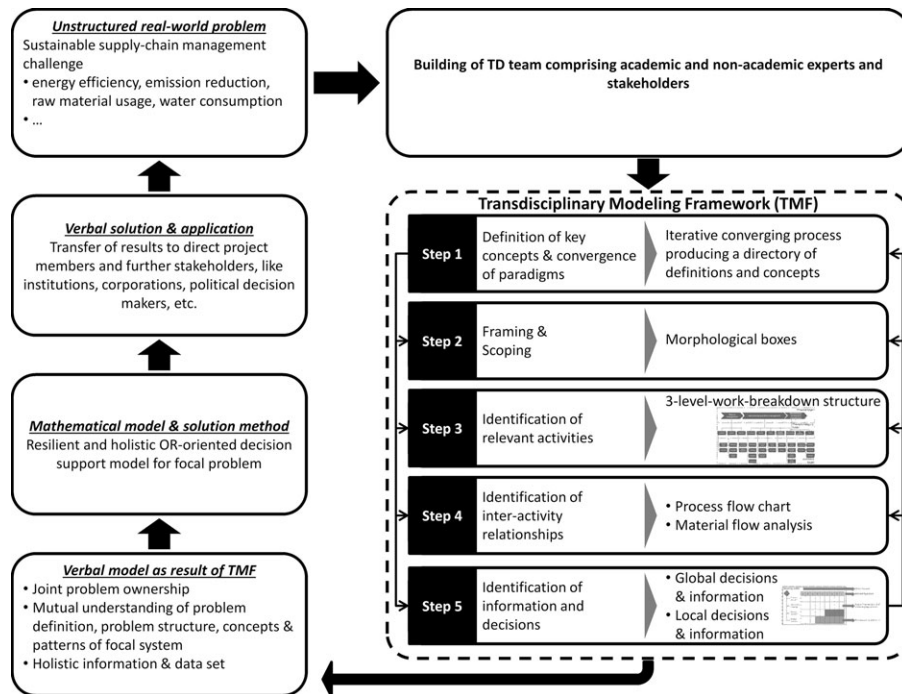 Unstructured real-world problem
Sustainable supply-chain management
challenge
• energy efficiency, emission reduction,
raw material usage, water consumption
• ...
Building of TD team comprising academic and non-academic experts and
stakeholders
Verbal solution & application
Transfer of results to direct project
members and further stakeholders, like
institutions, corporations, political decision
makers, etc.
Mathematical model & solution method
Resilient and holistic OR-oriented decision
support model for focal problem
Verbal model as result of TMF
• Joint problem ownership
• Mutual understanding of problem
definition, problem structure, concepts &
patterns of focal system
• Holistic information & data set
Transdisciplinary Modeling Framework (TMF)
Step 1
Definition of key
concepts & convergence
of paradigms
Iterative converging process
producing a directory of
definitions and concepts
Step 2
Framing &
Scoping
Morphological boxes
Step 3
Identification of
relevant activities
3-level-work-breakdown structure
Step 4
Identification of
inter-activity
relationships
• Process flow chart
• Material flow analysis
Step 5
Identification of
information and
decisions
• Global decisions
& information
• Local decisions
& information